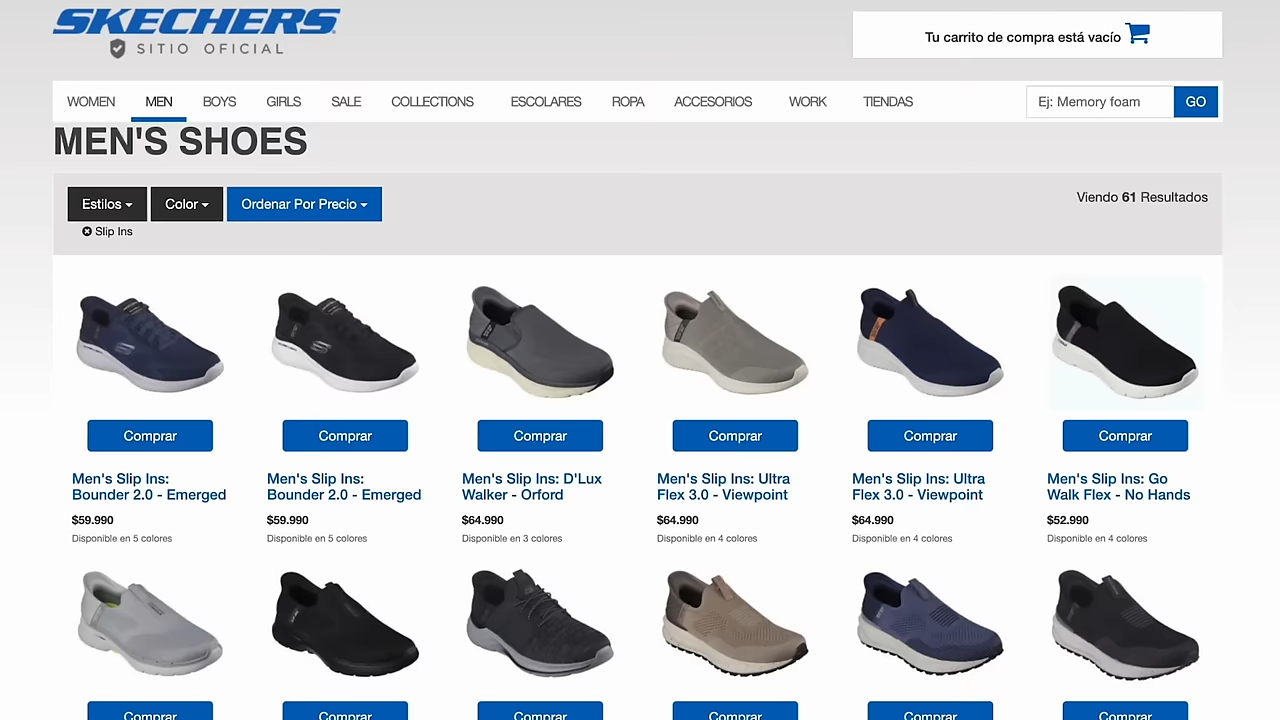 SKECHERS
SITIO OFICIAL
Tu carrito de compra está vacío
WOMEN MEN BOYS GIRLS SALE COLLECTIONS ESCOLARES ROPA ACCESORIOS WORK TIENDAS Ej: Memory foam GO
MEN'S SHOES
Estilos Color Ordenar Por Precio Viendo 61 Resultados
Slip Ins
Comprar Comprar Comprar Comprar Comprar Comprar
Men's Slip Ins: Men's Slip Ins: Men's Slip Ins: D'Lux Men's Slip Ins: Ultra Men's Slip Ins: Ultra Men's Slip Ins: Go
Bounder 2.0 - Emerged Bounder 2.0 - Emerged Walker - Orford Flex 3.0 - Viewpoint Flex 3.0 - Viewpoint Walk Flex - No Hands
$59.990 $59.990 $64.990 $64.990 $64.990 $52.990
Disponible en 5 colores Disponible en 5 colores Disponible en 3 colores Disponible en 4 colores Disponible en 4 colores Disponible en 4 colores
Comprar Comprar Comprar Comprar Comprar Comprar